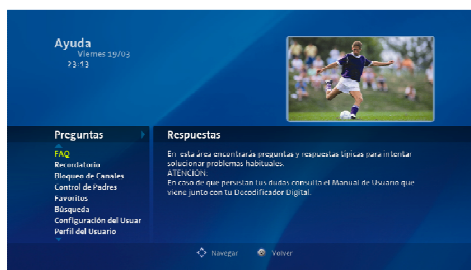 Ayuda
Viernes 19/03
23:13
Preguntas
Respuestas
FAQ
Recordatorio
Bloqueo de Canales
Control de Padres
Favoritos
Búsqueda
Configuración del Usuar
Perfil del Usuario
En esta área encontrarás preguntas y respuestas típicas para intentar
solucionar problemas habituales.
ATENCIÓN:
En caso de que persistan tus dudas consulta el Manual de Usuario que
viene junto con tu Decodificador Digital.
Navegar
Volver